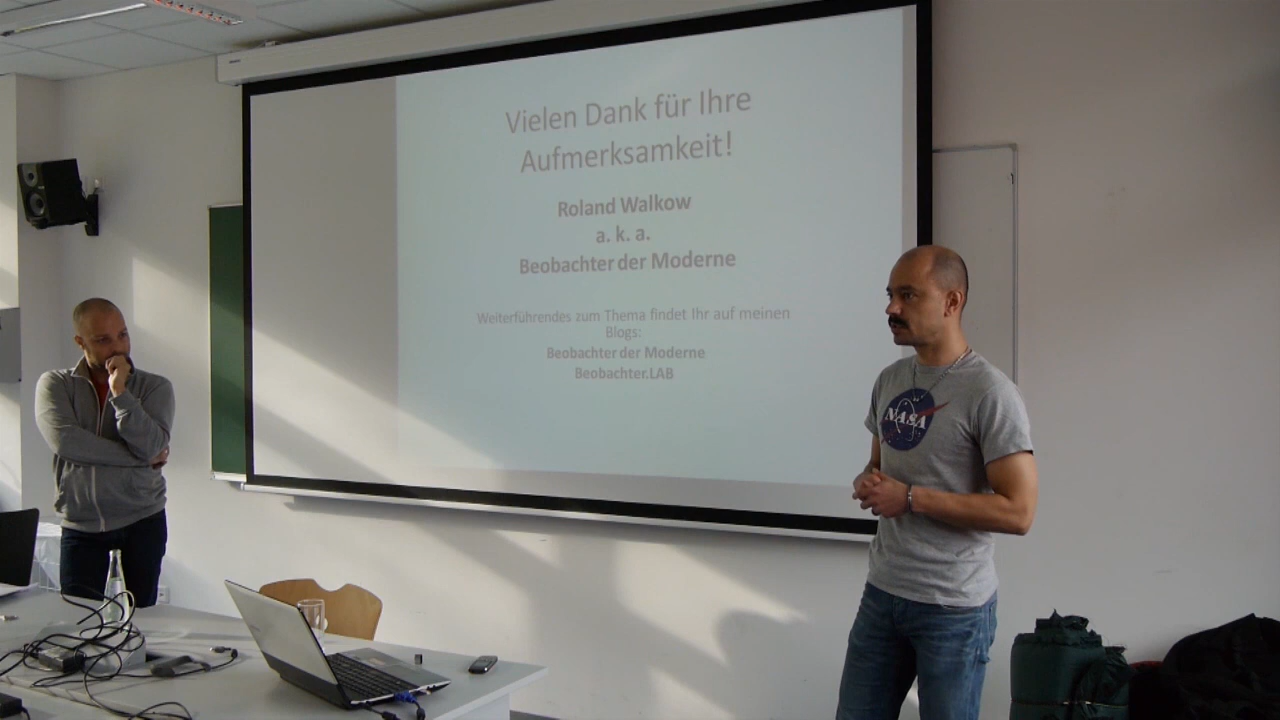 Vielen Dank für Ihre
Aufmerksamkeit!
Roland Walkow
a. k. a.
Beobachter der Moderne
Weiterführendes zum Thema findet Ihr auf meinen
Blogs:
Beobachter der Moderne
Beobachter.LAB
NASA